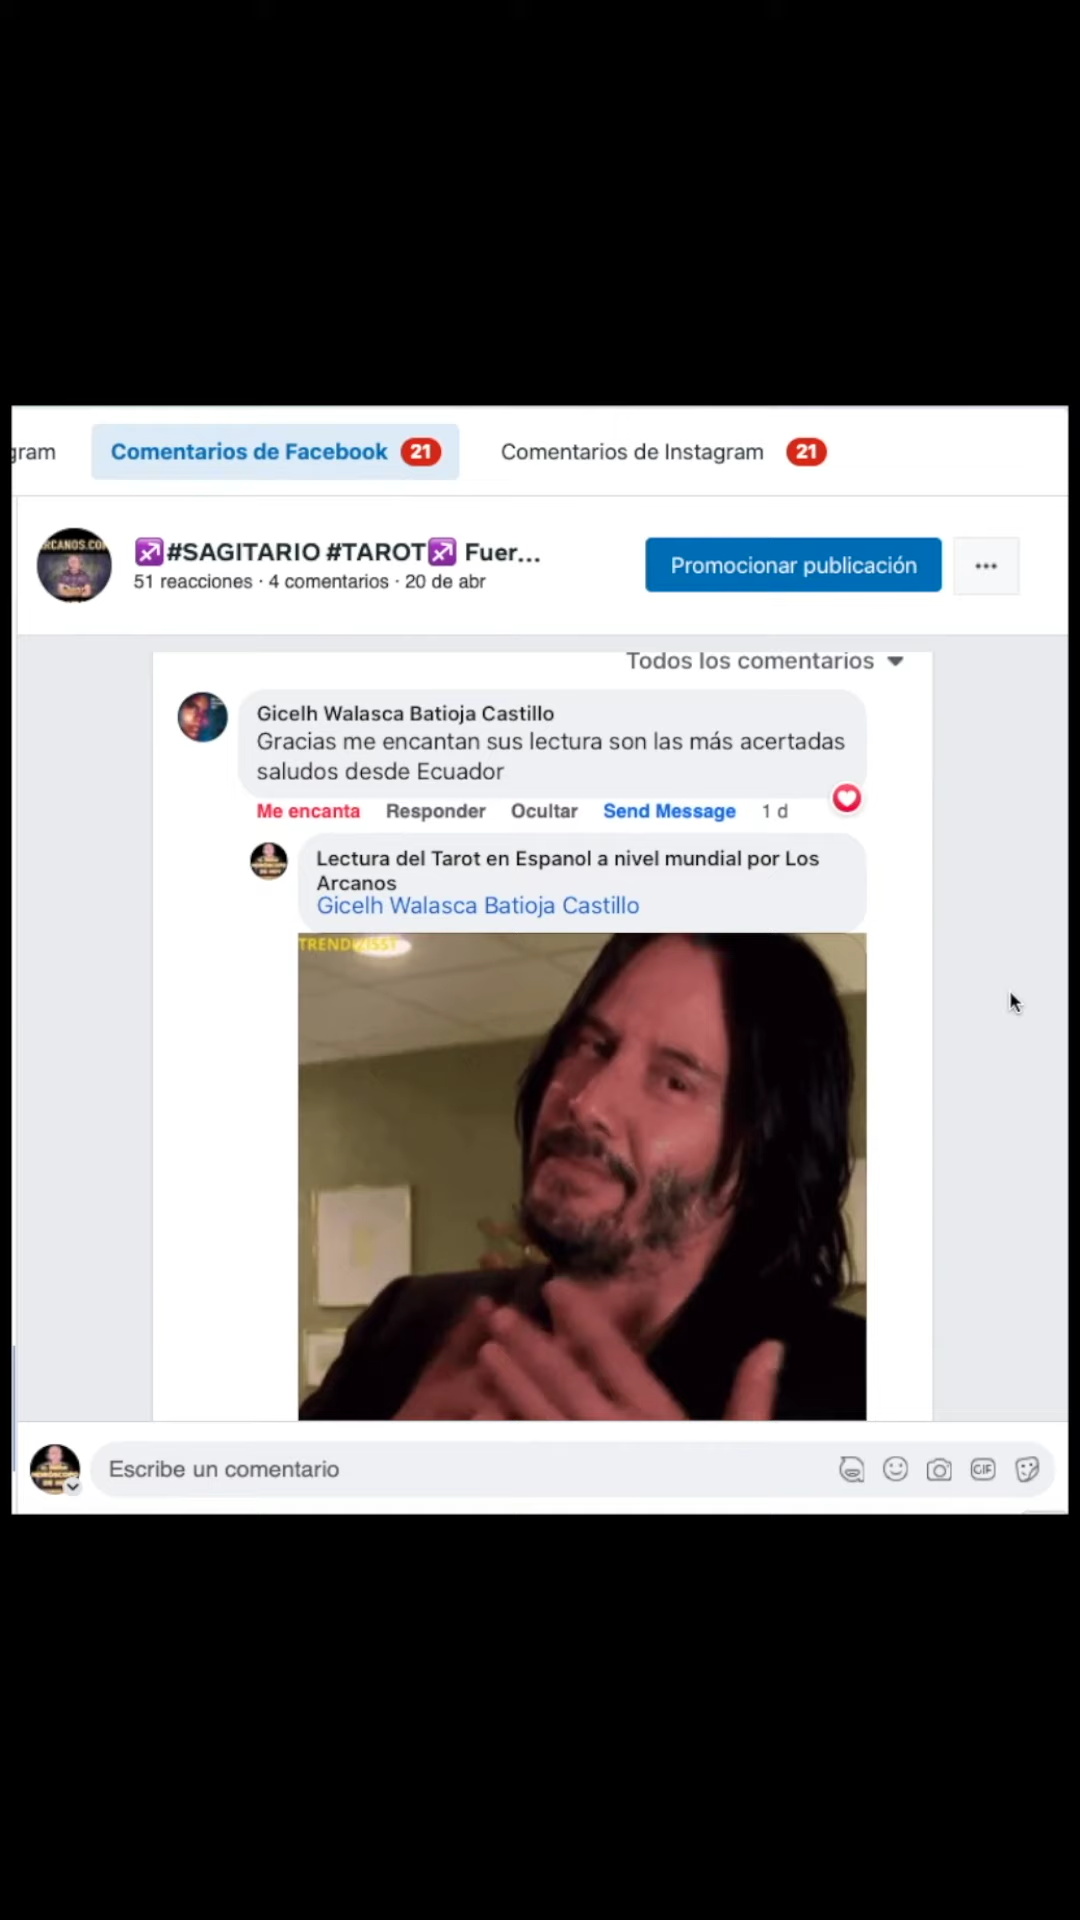 gram
Comentarios de Facebook 21
Comentarios de Instagram 21
♐#SAGITARIO #TAROT♐ Fuer...
51 reacciones · 4 comentarios · 20 de abr
Promocionar publicación
Todos los comentarios
Gicelh Walasca Batioja Castillo
Gracias me encantan sus lectura son las más acertadas
saludos desde Ecuador
Me encanta Responder Ocultar Send Message 1 d
Lectura del Tarot en Espanol a nivel mundial por Los
Arcanos
Gicelh Walasca Batioja Castillo
Escribe un comentario
GIF